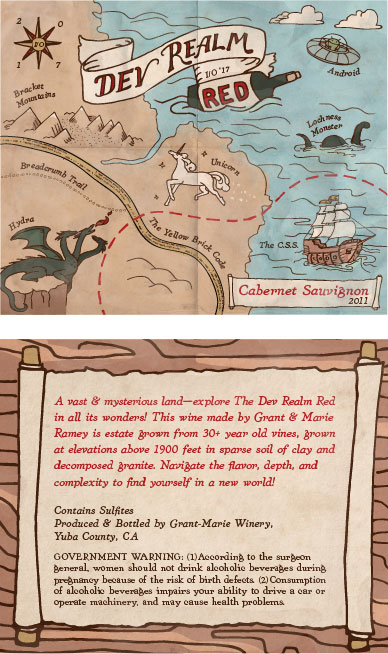 2 0
I/O
1 7
DEV REALM
I/O '17
RED
Android
Bracket
Mountains
Lochness
Monster
Breadcrumb Trail
Unicorn
Hydra
The Yellow Brick Code
The C.S.S.
Cabernet Sauvignon
2011
A vast & mysterious land—explore The Dev Realm Red
in all its wonders! This wine made by Grant & Marie
Ramey is estate grown from 30+ year old vines, grown
at elevations above 1900 feet in sparse soil of clay and
decomposed granite. Navigate the flavor, depth, and
complexity to find yourself in a new world!
Contains Sulfites
Produced & Bottled by Grant-Marie Winery,
Yuba County, CA
GOVERNMENT WARNING: (1) According to the surgeon
general, women should not drink alcoholic beverages during
pregnancy because of the risk of birth defects. (2) Consumption
of alcoholic beverages impairs your ability to drive a car or
operate machinery, and may cause health problems.